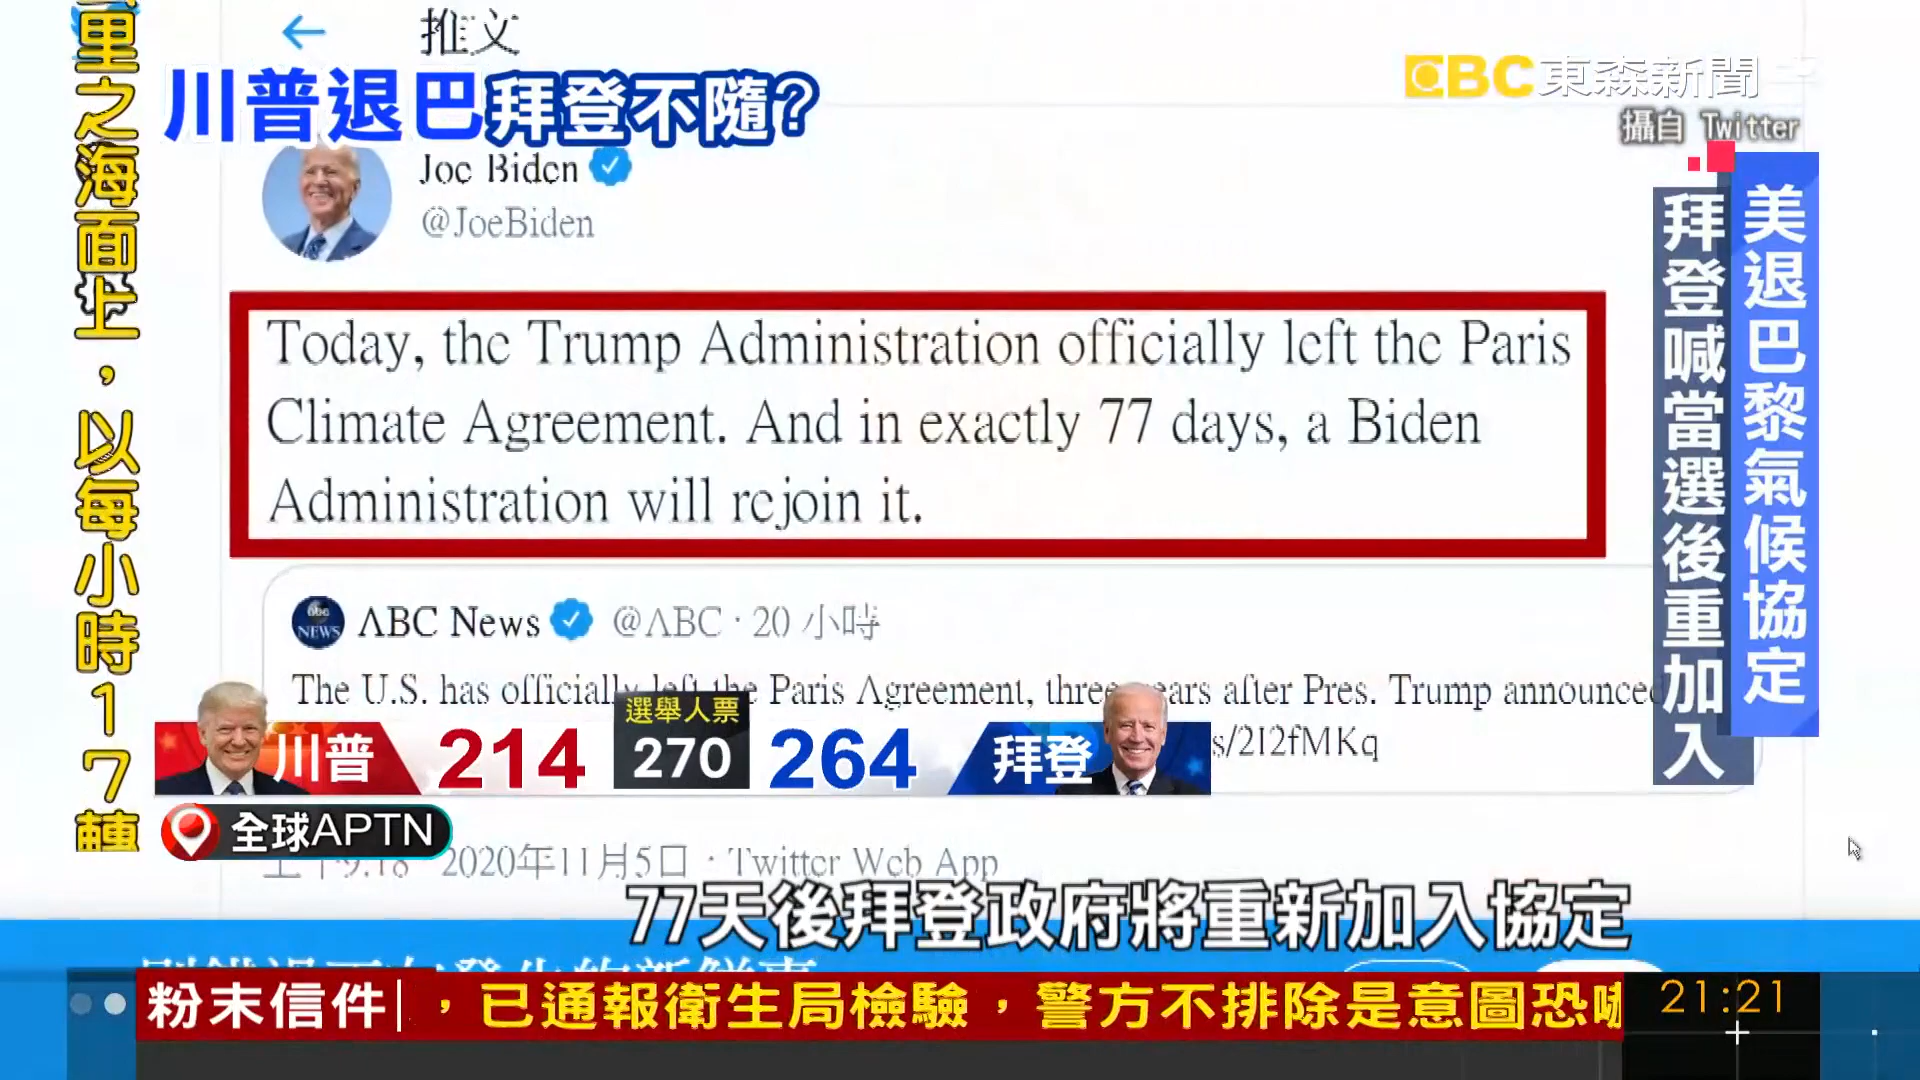 推文
川普退巴拜登不隨?
EBC東森新聞
攝自 Twitter
Joe Biden
@JoeBiden
Today, the Trump Administration officially left the Paris
Climate Agreement. And in exactly 77 days, a Biden
Administration will rejoin it.
ABC News @ABC · 20 小時
The U.S. has officially left the Paris Agreement, three years after Pres. Trump announced
s/2I2fMKq
美退巴黎氣候協定
拜登喊當選後重加入
里之海面上,以每小時17轉
川普 214
選舉人票
270
264 拜登
全球APTN
2020年11月5日 · Twitter Web App
77天後拜登政府將重新加入協定
粉末信件
,已通報衛生局檢驗,警方不排除是意圖恐
21:21